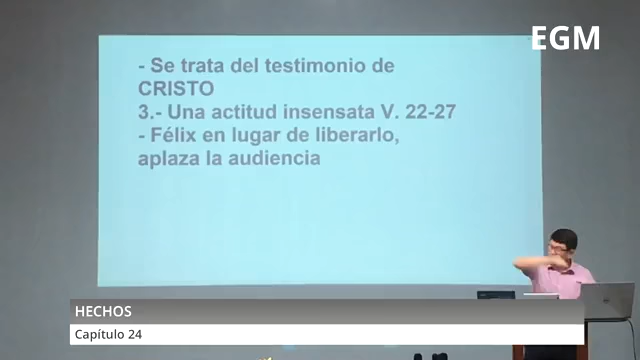 EGM
- Se trata del testimonio de
CRISTO
3.- Una actitud insensata V. 22-27
- Félix en lugar de liberarlo,
aplaza la audiencia
HECHOS
Capítulo 24